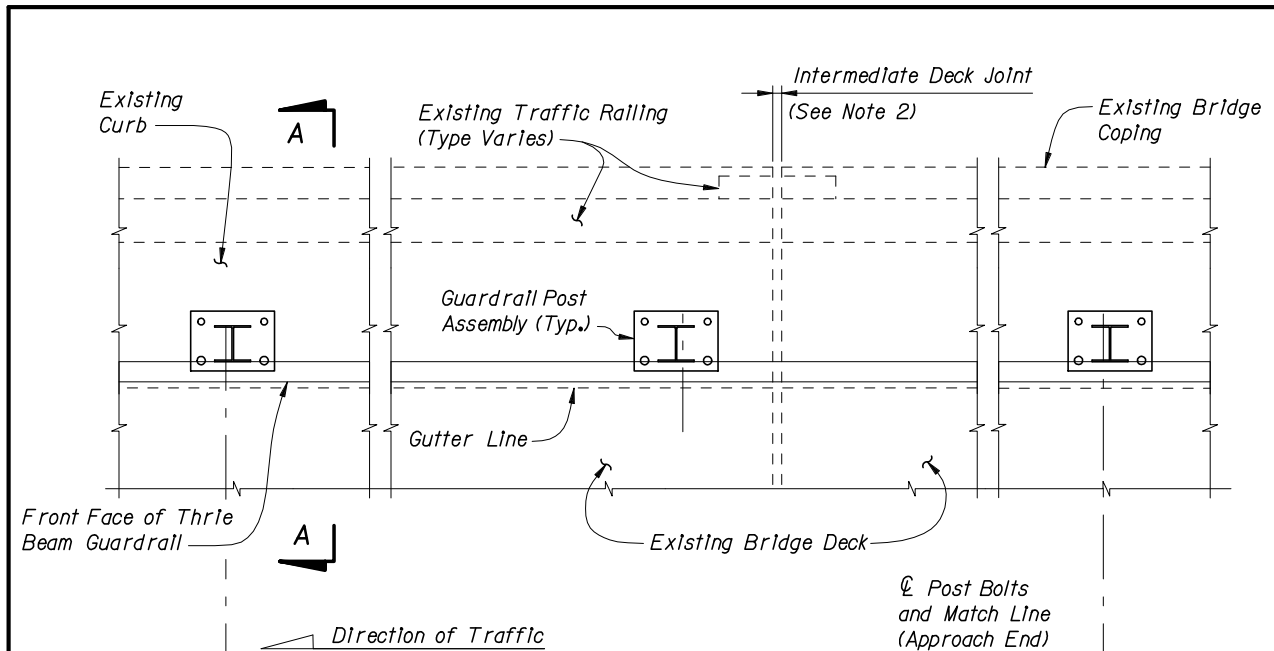 Existing
Curb
A
Existing Traffic Railing
(Type Varies)
Intermediate Deck Joint
(See Note 2)
Existing Bridge
Coping
Guardrail Post
Assembly (Typ.)
Gutter Line
Front Face of Thrie
Beam Guardrail
A
Existing Bridge Deck
℄ Post Bolts
and Match Line
(Approach End)
Direction of Traffic